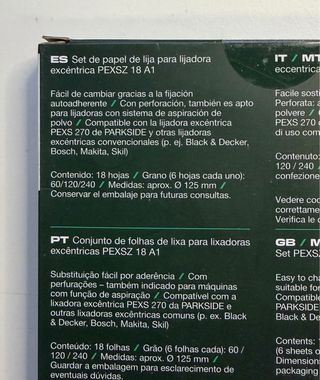 ES Set de papel de lija para lijadora
excéntrica PEXSZ 18 A1
Fácil de cambiar gracias a la fijación
autoadherente / Con perforación, también es apto
para lijadoras con sistema de aspiración de
polvo / Compatible con la lijadora excéntrica
PEXS 270 de PARKSIDE y otras lijadoras
excéntricas convencionales (p. ej. Black & Decker,
Bosch, Makita, Skil)
Contenido: 18 hojas / Grano (6 hojas cada uno):
60/120/240 / Medidas: aprox. Ø 125 mm /
Conservar el embalaje para futuras consultas.
PT Conjunto de folhas de lixa para lixadoras
excêntricas PEXSZ 18 A1
Substituição fácil por aderência / Com
perfurações – também indicado para máquinas
com função de aspiração / Compatível com a
lixadora excêntrica PEXS 270 da PARKSIDE e
outras lixadoras excêntricas comuns (p. ex. Black
& Decker, Bosch, Makita, Skil)
Conteúdo: 18 folhas / Grão (6 folhas cada): 60 /
120 / 240 / Medidas: aprox. Ø 125 mm /
Guardar a embalagem para esclarecimento de
eventuais dúvidas.
IT / MT
eccentrica
Facile sosti
Perforata: a
polvere /
PEXS 270 d
di uso com
Contenuto:
120 / 240
confezione
Vedere coo
correttamen
Verifica le d
GB / M
Set PEXSZ
Easy to cha
suitable for
Compatible
PARKSIDE
Black & De
Contents: 1
(6 sheets o
Dimensions
packaging